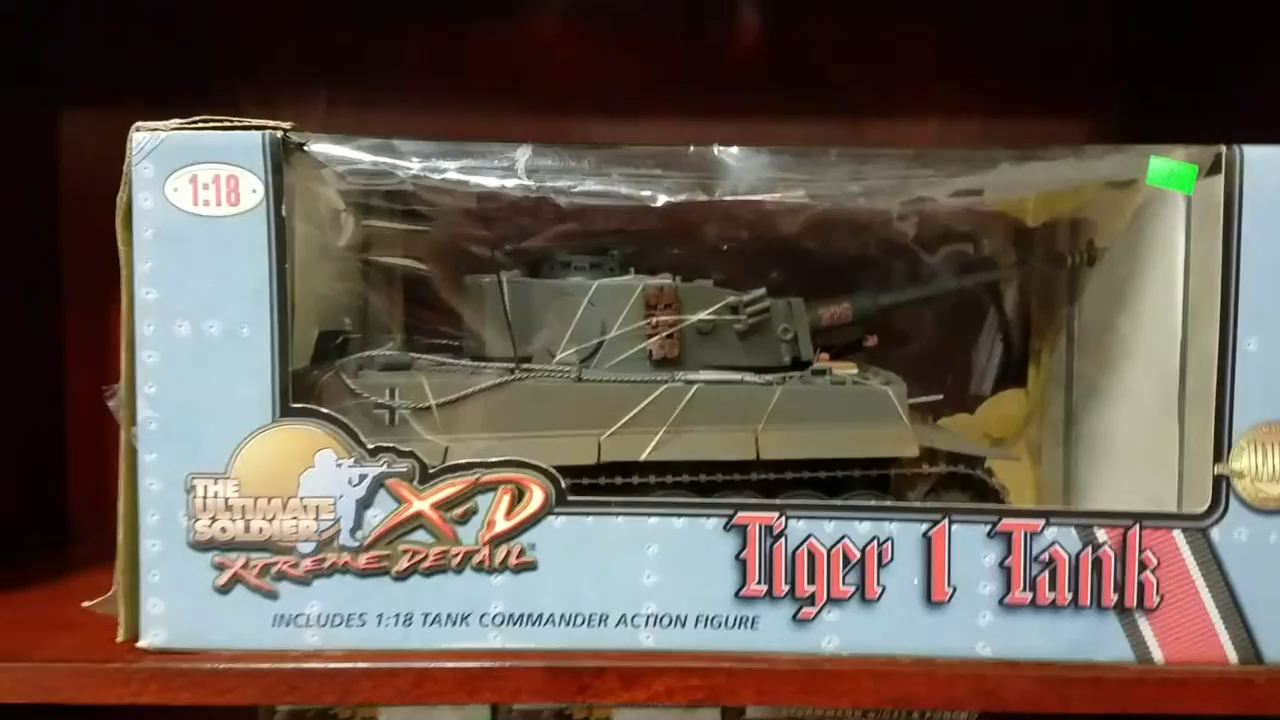 1:18
THE
ULTIMATE
SOLDIER
X-D
XTREME DETAIL
Tiger 1 Tank
INCLUDES 1:18 TANK COMMANDER ACTION FIGURE